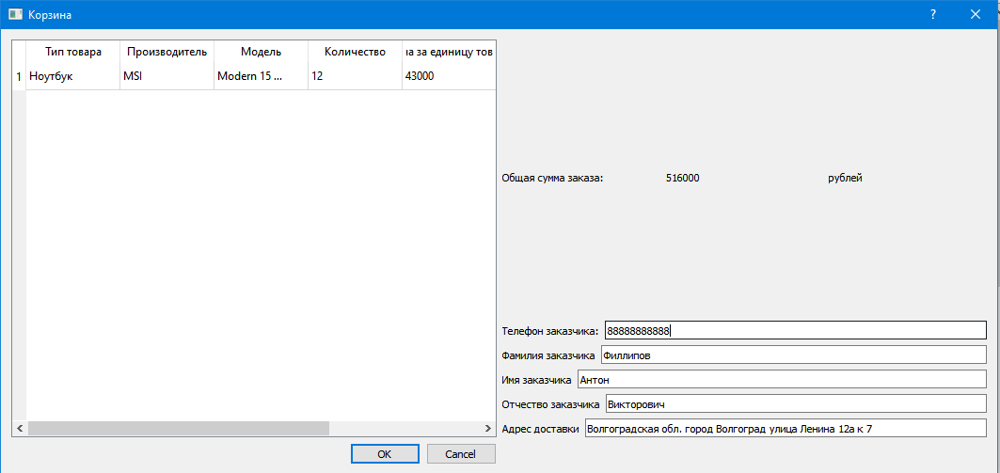 Корзина
Тип товара Производитель Модель Количество на за единицу тов
1 Ноутбук MSI Modern 15 ... 12 43000
Общая сумма заказа: 516000 рублей
Телефон заказчика: 88888888888
Фамилия заказчика Филлипов
Имя заказчика Антон
Отчество заказчика Викторович
Адрес доставки Волгоградская обл. город Волгоград улица Ленина 12а к 7
OK Cancel